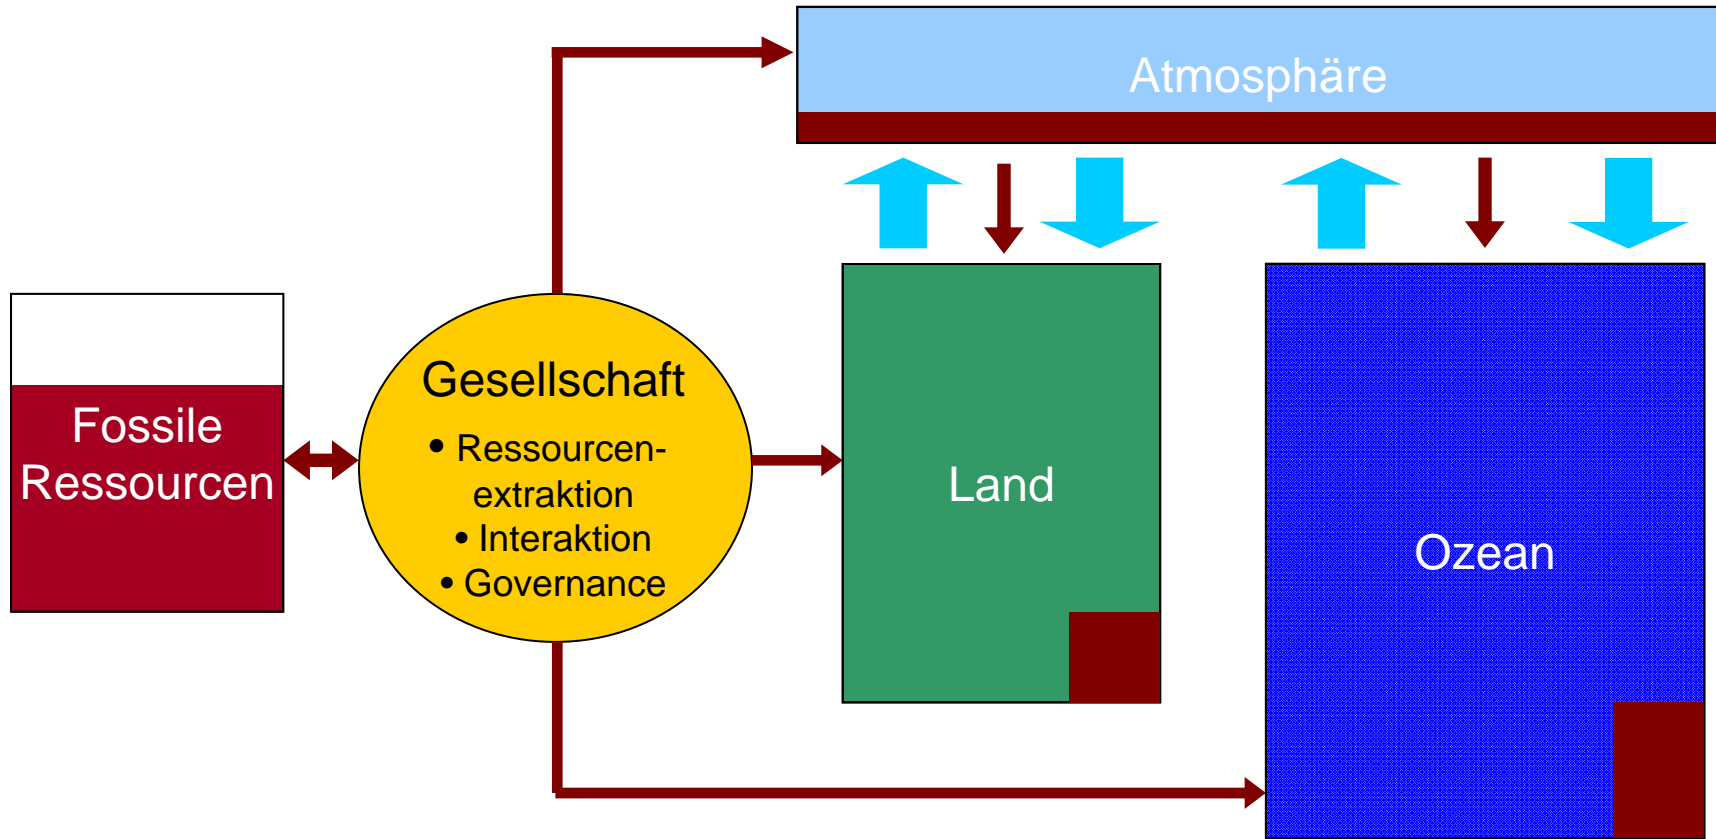 Atmosphäre
Fossile
Ressourcen
Gesellschaft
• Ressourcen-
extraktion
• Interaktion
• Governance
Land
Ozean